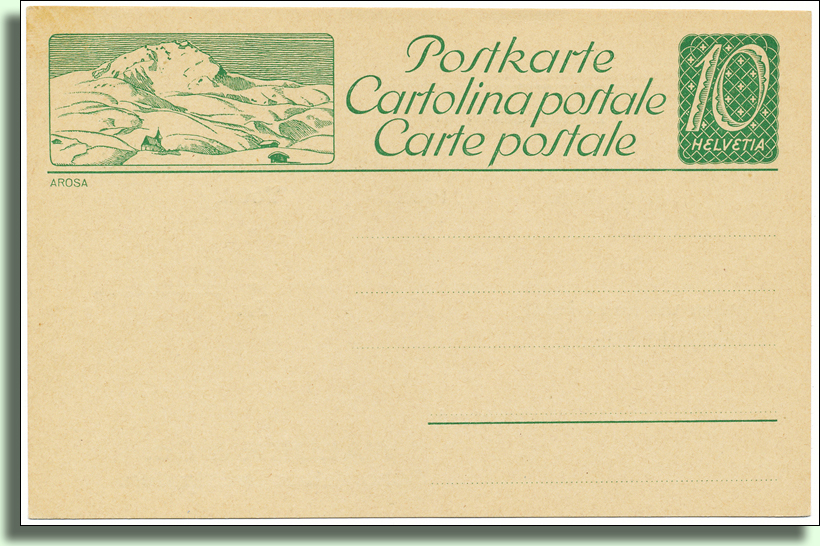 Postkarte
Cartolina postale
Carte postale
10
HELVETIA
AROSA